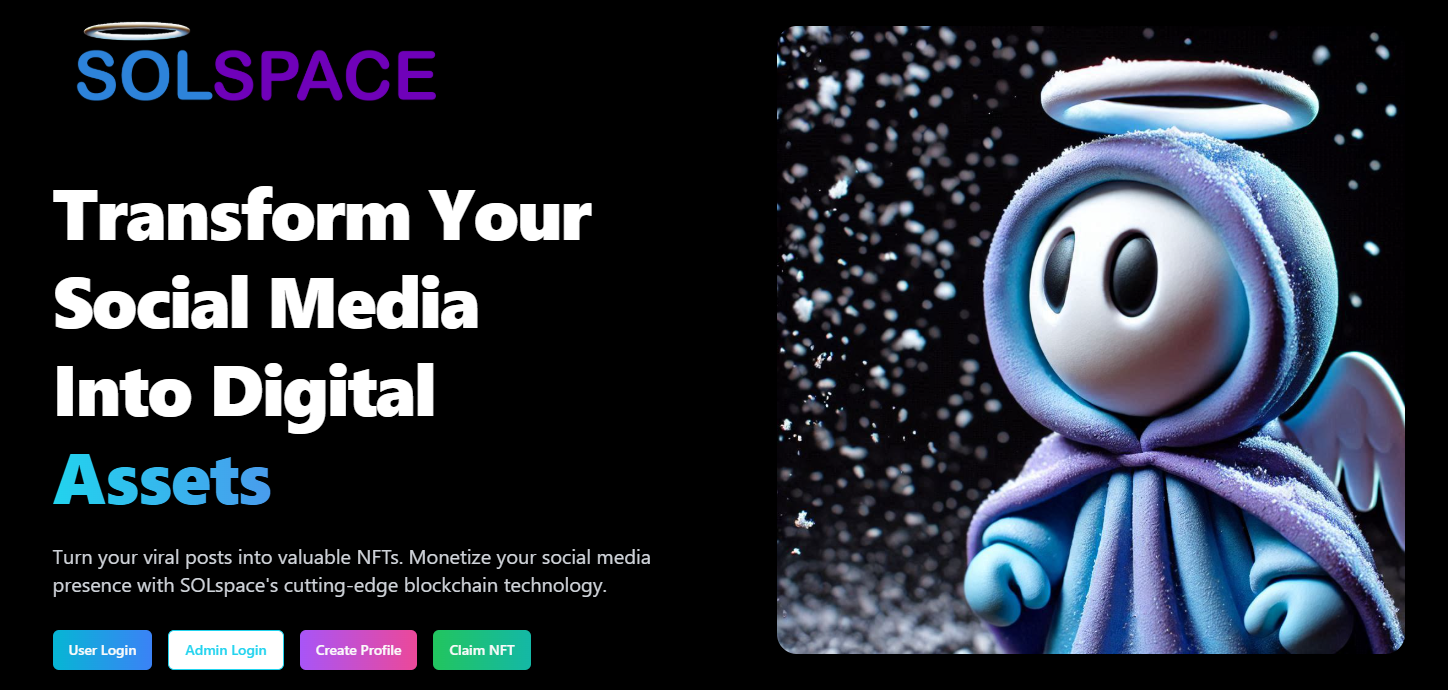 SOLSPACE
Transform Your
Social Media
Into Digital
Assets
Turn your viral posts into valuable NFTs. Monetize your social media
presence with SOLspace's cutting-edge blockchain technology.
User Login
Admin Login
Create Profile
Claim NFT